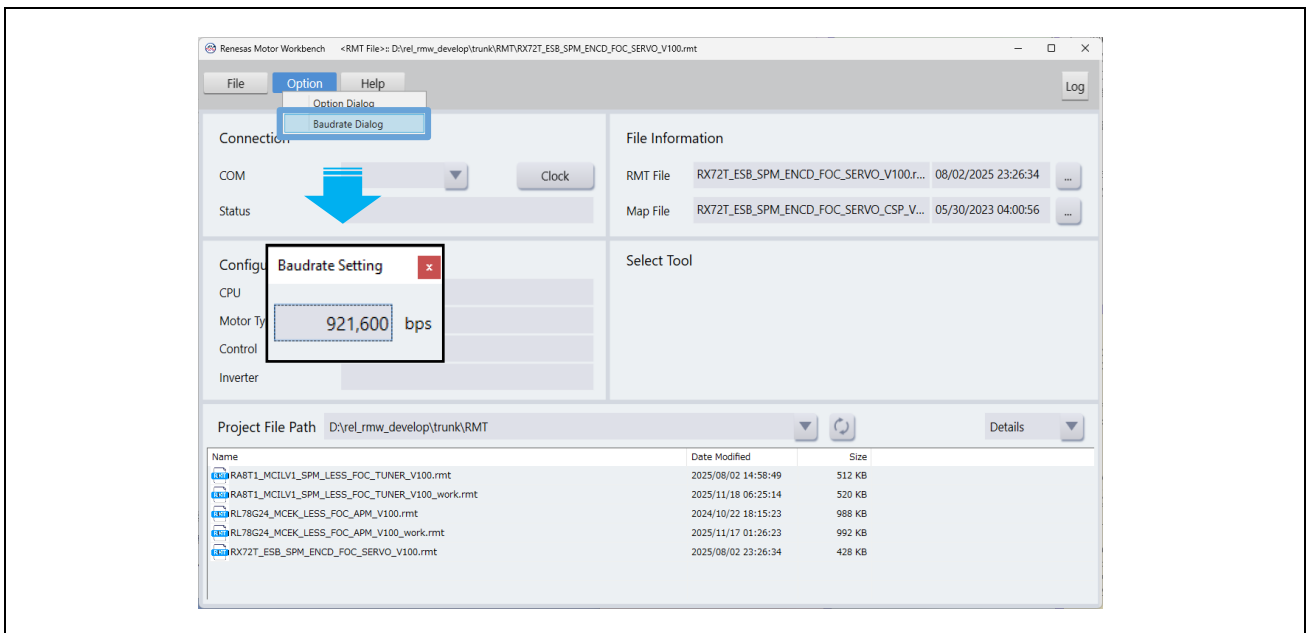 Renesas Motor Workbench <RMT File>:: D:\rel_rmw_develop\trunk\RMT\RX72T_ESB_SPM_ENCD_FOC_SERVO_V100.rmt
File Option Help
Log
Option Dialog
Baudrate Dialog
Connection
COM
Clock
Status
File Information
RMT File RX72T_ESB_SPM_ENCD_FOC_SERVO_V100.r... 08/02/2025 23:26:34 ...
Map File RX72T_ESB_SPM_ENCD_FOC_SERVO_CSP_V... 05/30/2023 04:00:56 ...
Configu
Baudrate Setting x
921,600 bps
CPU
Motor Ty
Control
Inverter
Select Tool
Project File Path D:\rel_rmw_develop\trunk\RMT
Details
Name Date Modified Size
RMT RA8T1_MCILV1_SPM_LESS_FOC_TUNER_V100.rmt 2025/08/02 14:58:49 512 KB
RMT RA8T1_MCILV1_SPM_LESS_FOC_TUNER_V100_work.rmt 2025/11/18 06:25:14 520 KB
RMT RL78G24_MCEK_LESS_FOC_APM_V100.rmt 2024/10/22 18:15:23 988 KB
RMT RL78G24_MCEK_LESS_FOC_APM_V100_work.rmt 2025/11/17 01:26:23 992 KB
RMT RX72T_ESB_SPM_ENCD_FOC_SERVO_V100.rmt 2025/08/02 23:26:34 428 KB